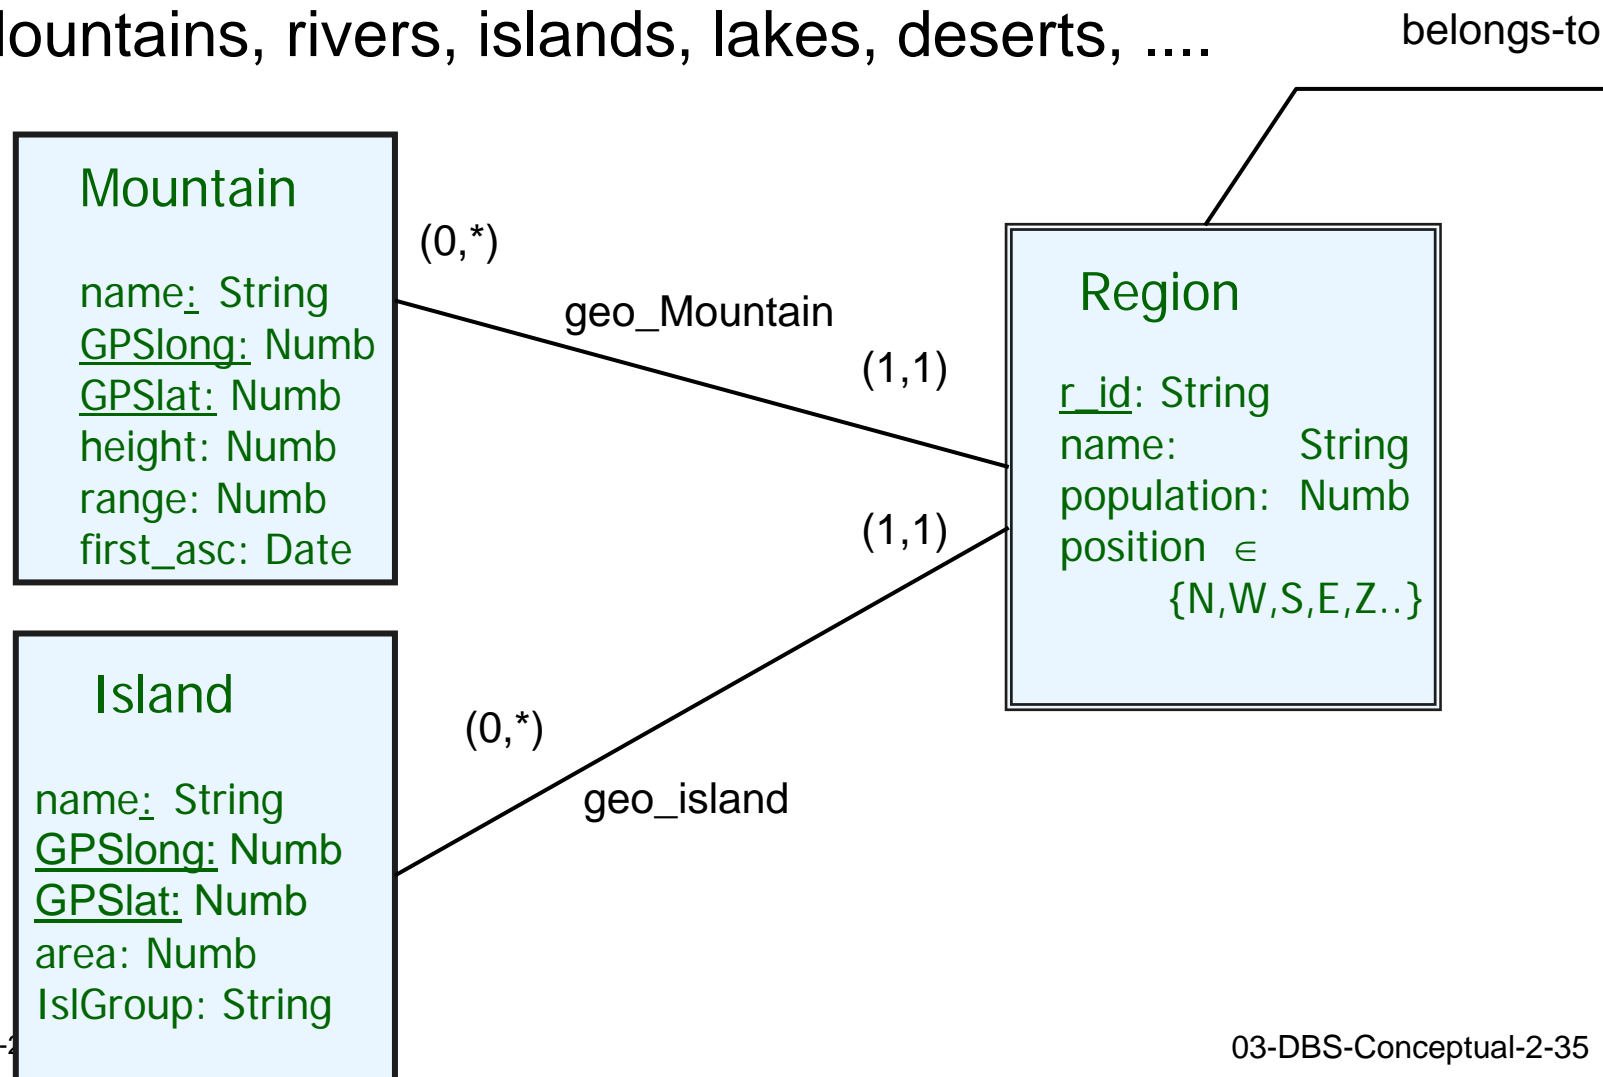 ountains, rivers, islands, lakes, deserts, ....
belongs-to
Mountain
name: String
GPSlong: Numb
GPSlat: Numb
height: Numb
range: Numb
first_asc: Date
(0,*)
geo_Mountain
(1,1)
Region
r_id: String
name: String
population: Numb
position ∈
{N,W,S,E,Z..}
(1,1)
Island
name: String
GPSlong: Numb
GPSlat: Numb
area: Numb
IslGroup: String
(0,*)
geo_island
03-DBS-Conceptual-2-35